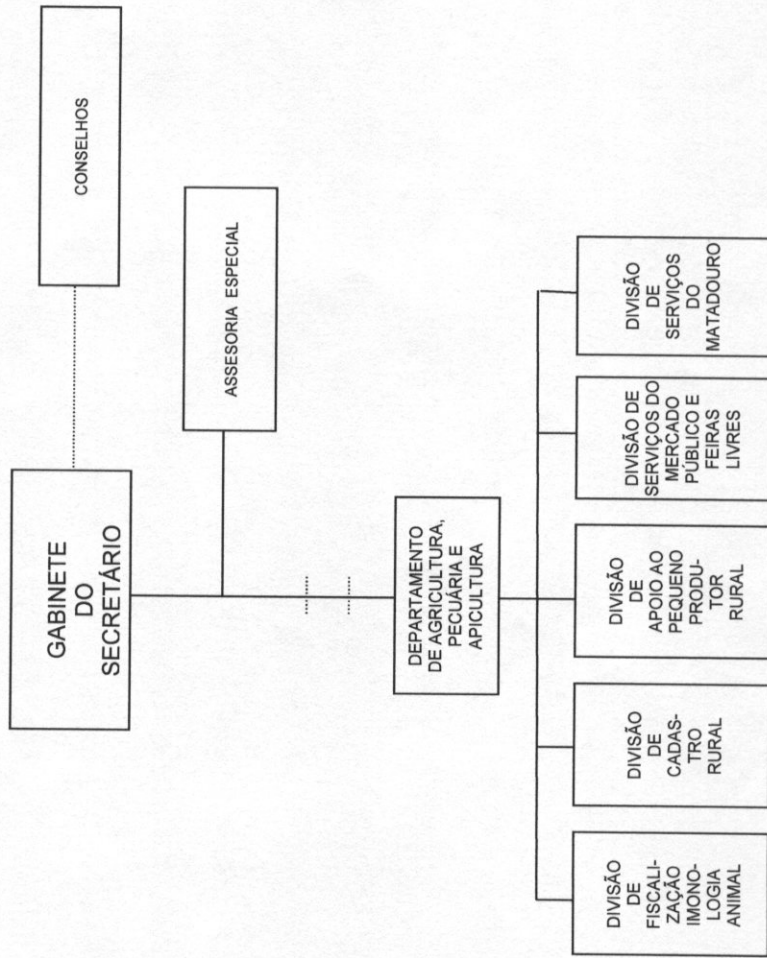 GABINETE
DO
SECRETÁRIO
CONSELHOS
ASSESORIA ESPECIAL
DEPARTAMENTO
DE AGRICULTURA,
PECUÁRIA E
APICULTURA
DIVISÃO
DE
FISCALI-
ZAÇÃO
IMONO-
LOGIA
ANIMAL
DIVISÃO
DE
CADAS-
TRO
RURAL
DIVISÃO
DE
APOIO AO
PEQUENO
PRODU-
TOR
RURAL
DIVISÃO DE
SERVIÇOS DO
MERCADO
PÚBLICO E
FEIRAS
LIVRES
DIVISÃO
DE
SERVIÇOS
DO
MATADOURO